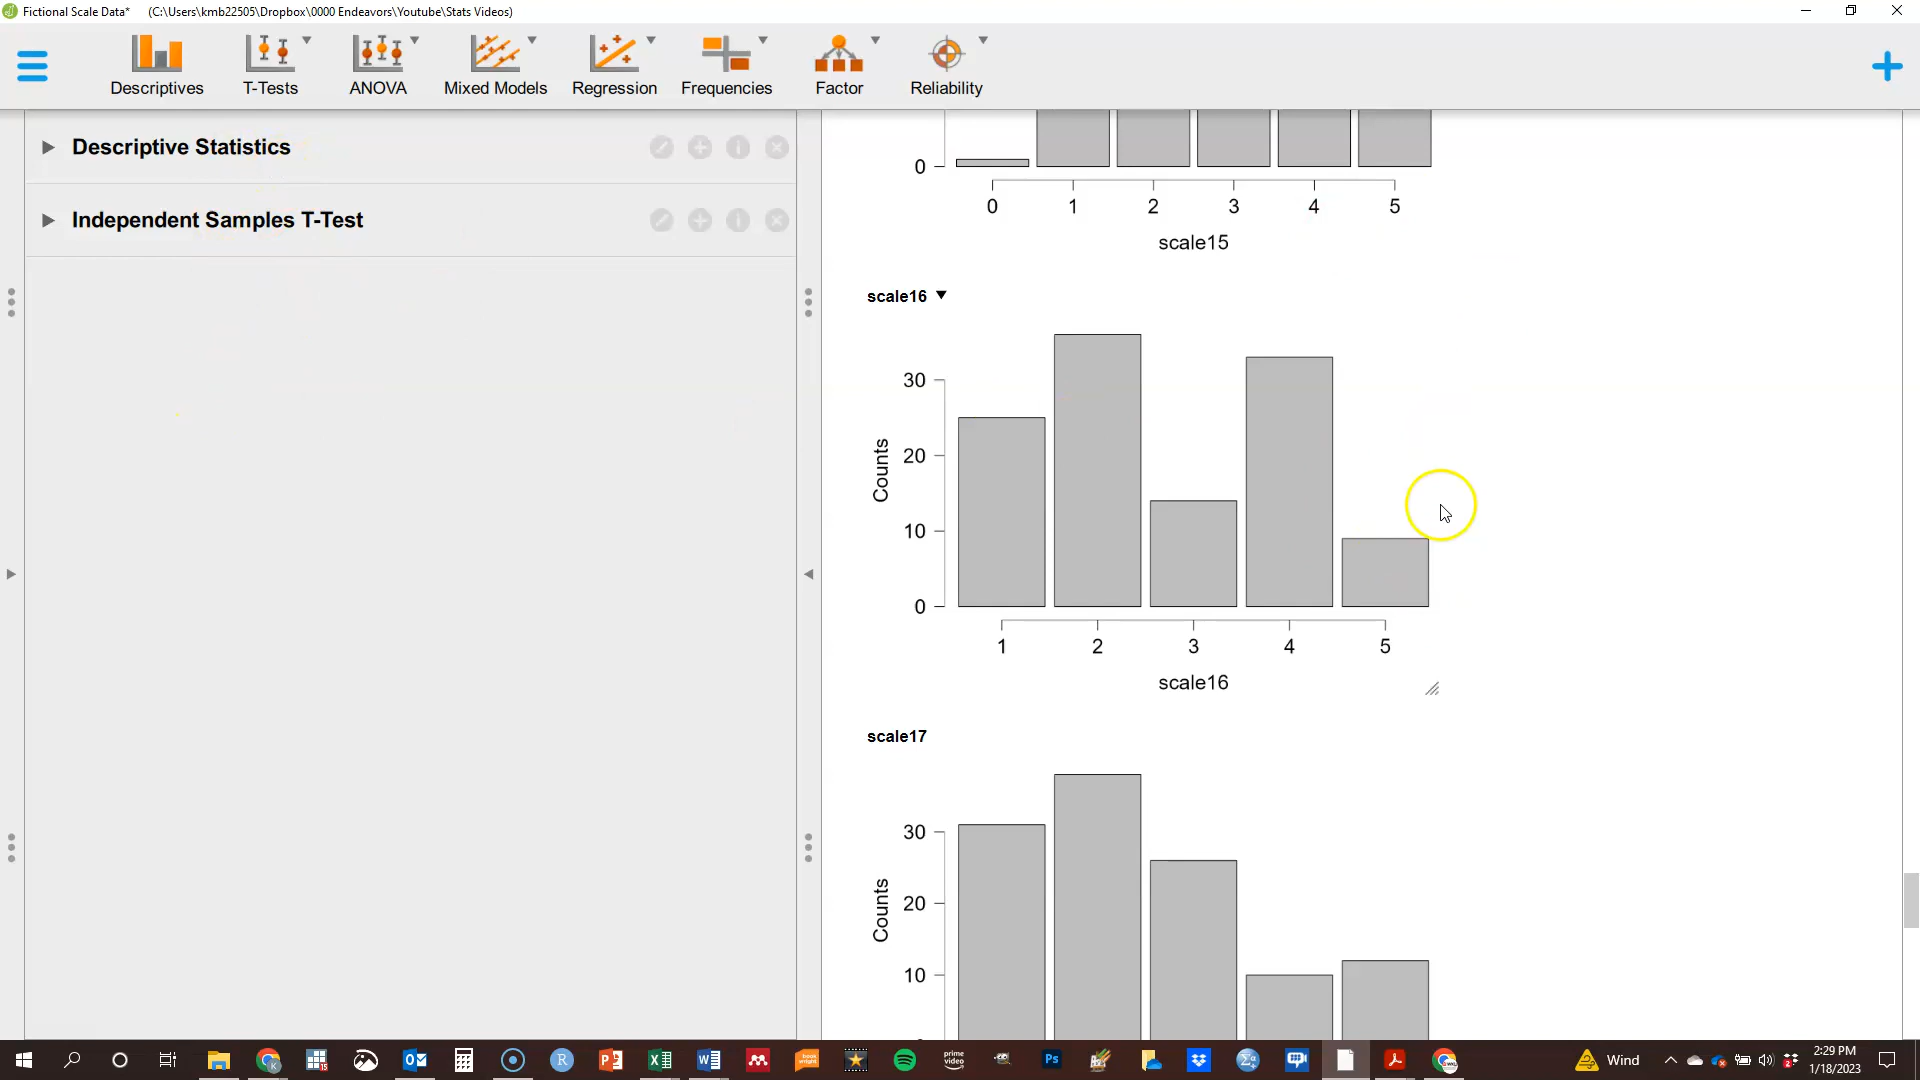 Fictional Scale Data* (C:\Users\kmb22505\Dropbox\0000 Endeavors\Youtube\Stats Videos)
Descriptives T-Tests ANOVA Mixed Models Regression Frequencies Factor Reliability
Descriptive Statistics
Independent Samples T-Test
0
0 1 2 3 4 5
scale15
scale16
30
20
10
0
Counts
1 2 3 4 5
scale16
scale17
30
20
10
Counts
Wind
2:29 PM
1/18/2023